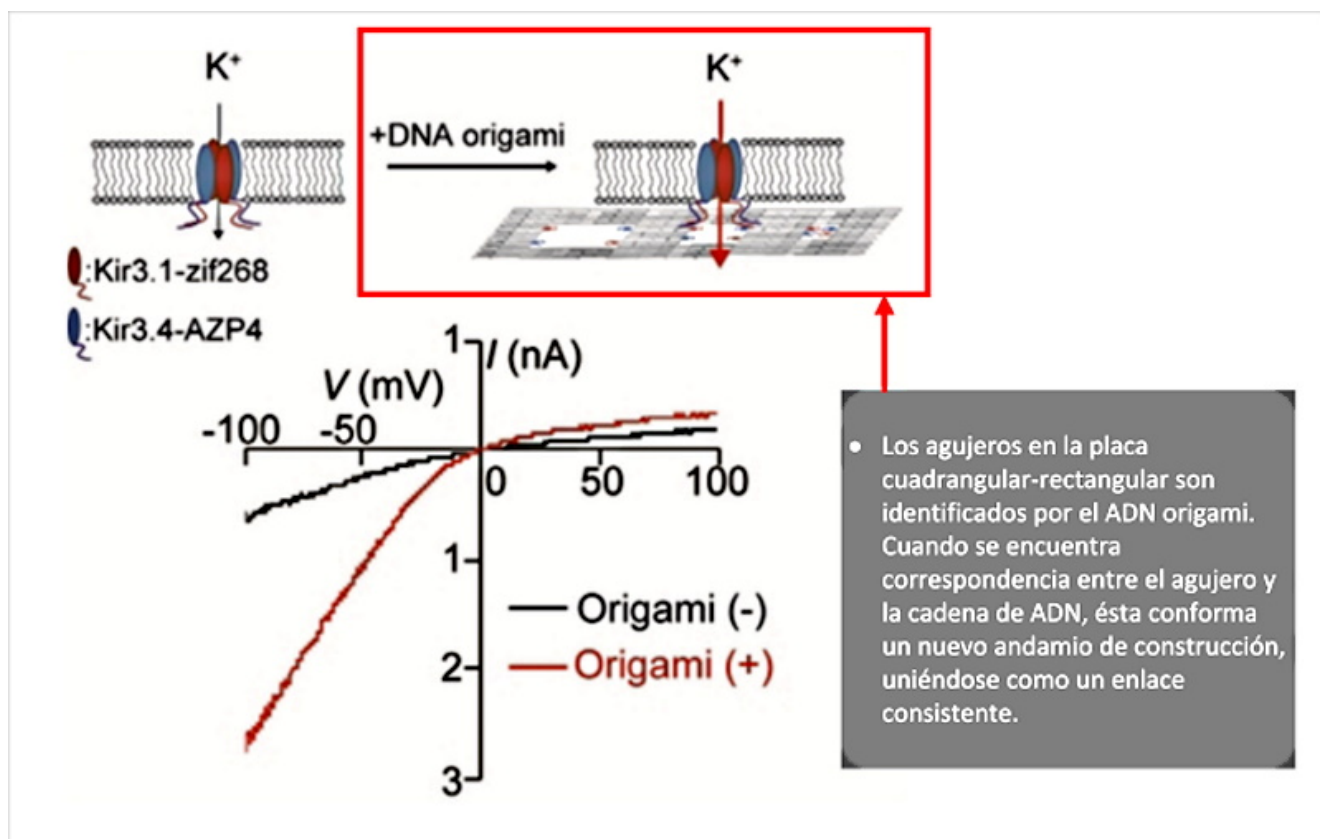 K⁺
K⁺
+DNA origami
:Kir3.1-zif268
:Kir3.4-AZP4
1
I (nA)
V (mV)
-100
-50
0
50
100
1
2
3
Origami (-)
Origami (+)
• Los agujeros en la placa
cuadrangular-rectangular son
identificados por el ADN origami.
Cuando se encuentra
correspondencia entre el agujero y
la cadena de ADN, ésta conforma
un nuevo andamio de construcción,
uniéndose como un enlace
consistente.